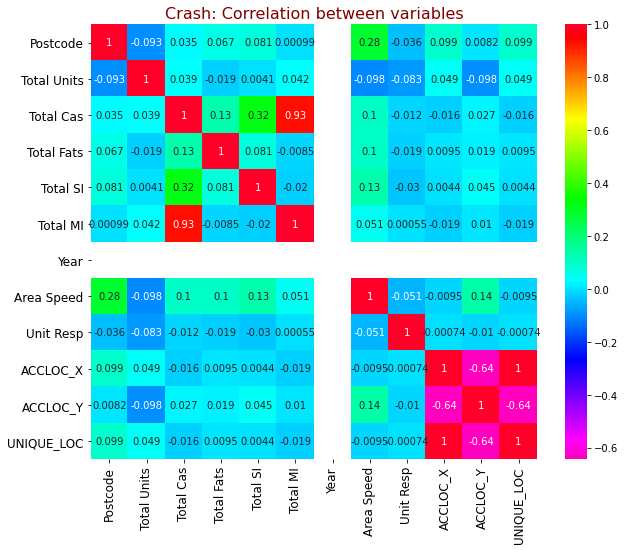 Crash: Correlation between variables
Postcode 1 -0.093 0.035 0.067 0.081 0.00099 0.28 -0.036 0.099 0.0082 0.099
Total Units -0.093 1 0.039 -0.019 0.0041 0.042 -0.098 -0.083 0.049 -0.098 0.049
Total Cas 0.035 0.039 1 0.13 0.32 0.93 0.1 -0.012 -0.016 0.027 -0.016
Total Fats 0.067 -0.019 0.13 1 0.081 -0.0085 0.1 -0.019 0.0095 0.019 0.0095
Total SI 0.081 0.0041 0.32 0.081 1 -0.02 0.13 -0.03 0.0044 0.045 0.0044
Total MI 0.00099 0.042 0.93 -0.0085 -0.02 1 0.051 0.00055 -0.019 0.01 -0.019
Year
Area Speed 0.28 -0.098 0.1 0.1 0.13 0.051 1 -0.051 -0.0095 0.14 -0.0095
Unit Resp -0.036 -0.083 -0.012 -0.019 -0.03 0.00055 -0.051 1 -0.00074 -0.01 -0.00074
ACCLOC_X 0.099 0.049 -0.016 0.0095 0.0044 -0.019 -0.0095 -0.00074 1 -0.64 1
ACCLOC_Y 0.0082 -0.098 0.027 0.019 0.045 0.01 0.14 -0.01 -0.64 1 -0.64
UNIQUE_LOC 0.099 0.049 -0.016 0.0095 0.0044 -0.019 -0.0095 -0.00074 1 -0.64 1
Postcode Total Units Total Cas Total Fats Total SI Total MI Year Area Speed Unit Resp ACCLOC_X ACCLOC_Y UNIQUE_LOC
1.0
0.8
0.6
0.4
0.2
0.0
-0.2
-0.4
-0.6